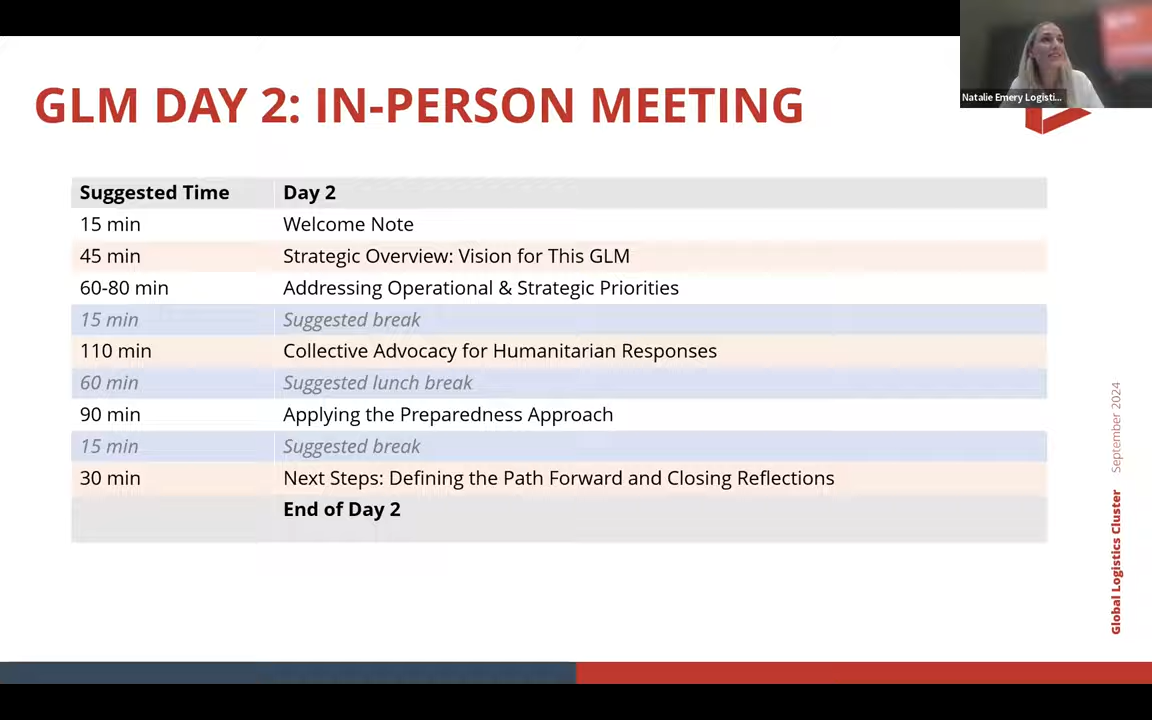 GLM DAY 2: IN-PERSON MEETING
Natalie Emery Logisti...
Suggested Time Day 2
15 min Welcome Note
45 min Strategic Overview: Vision for This GLM
60-80 min Addressing Operational & Strategic Priorities
15 min Suggested break
110 min Collective Advocacy for Humanitarian Responses
60 min Suggested lunch break
90 min Applying the Preparedness Approach
15 min Suggested break
30 min Next Steps: Defining the Path Forward and Closing Reflections
End of Day 2
Global Logistics Cluster September 2024